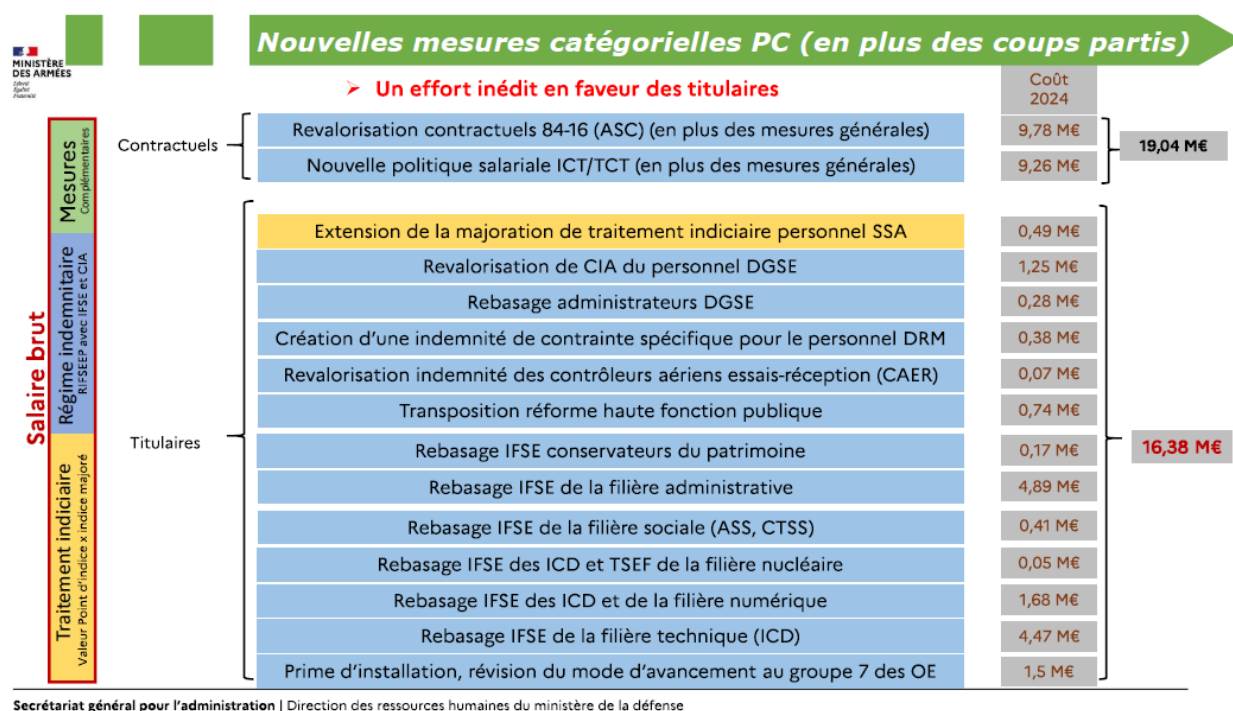 Nouvelles mesures catégorielles PC (en plus des coups partis)
MINISTÈRE
DES ARMÉES
Liberté
Égalité
Fraternité
➤ Un effort inédit en faveur des titulaires
Coût
2024
Salaire brut
Mesures
Complémentaires
Régime indemnitaire
RIFSEEP avec IFSE et CIA
Traitement indiciaire
Valeur Point d'indice x indice majoré
Contractuels
Revalorisation contractuels 84-16 (ASC) (en plus des mesures générales) 9,78 M€
Nouvelle politique salariale ICT/TCT (en plus des mesures générales) 9,26 M€
19,04 M€
Titulaires
Extension de la majoration de traitement indiciaire personnel SSA 0,49 M€
Revalorisation de CIA du personnel DGSE 1,25 M€
Rebasage administrateurs DGSE 0,28 M€
Création d'une indemnité de contrainte spécifique pour le personnel DRM 0,38 M€
Revalorisation indemnité des contrôleurs aériens essais-réception (CAER) 0,07 M€
Transposition réforme haute fonction publique 0,74 M€
Rebasage IFSE conservateurs du patrimoine 0,17 M€
Rebasage IFSE de la filière administrative 4,89 M€
Rebasage IFSE de la filière sociale (ASS, CTSS) 0,41 M€
Rebasage IFSE des ICD et TSEF de la filière nucléaire 0,05 M€
Rebasage IFSE des ICD et de la filière numérique 1,68 M€
Rebasage IFSE de la filière technique (ICD) 4,47 M€
Prime d'installation, révision du mode d'avancement au groupe 7 des OE 1,5 M€
16,38 M€
Secrétariat général pour l'administration | Direction des ressources humaines du ministère de la défense